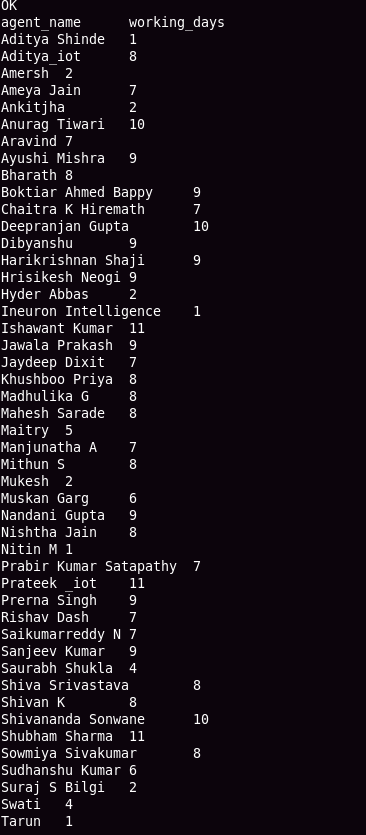 OK
agent_name working_days
Aditya Shinde 1
Aditya_iot 8
Amersh 2
Ameya Jain 7
Ankitjha 2
Anurag Tiwari 10
Aravind 7
Ayushi Mishra 9
Bharath 8
Boktiar Ahmed Bappy 9
Chaitra K Hiremath 7
Deepranjan Gupta 10
Dibyanshu 9
Harikrishnan Shaji 9
Hrisikesh Neogi 9
Hyder Abbas 2
Ineuron Intelligence 1
Ishawant Kumar 11
Jawala Prakash 9
Jaydeep Dixit 7
Khushboo Priya 8
Madhulika G 8
Mahesh Sarade 8
Maitry 5
Manjunatha A 7
Mithun S 8
Mukesh 2
Muskan Garg 6
Nandani Gupta 9
Nishtha Jain 8
Nitin M 1
Prabir Kumar Satapathy 7
Prateek _iot 11
Prerna Singh 9
Rishav Dash 7
Saikumarreddy N 7
Sanjeev Kumar 9
Saurabh Shukla 4
Shiva Srivastava 8
Shivan K 8
Shivananda Sonwane 10
Shubham Sharma 11
Sowmiya Sivakumar 8
Sudhanshu Kumar 6
Suraj S Bilgi 2
Swati 4
Tarun 1